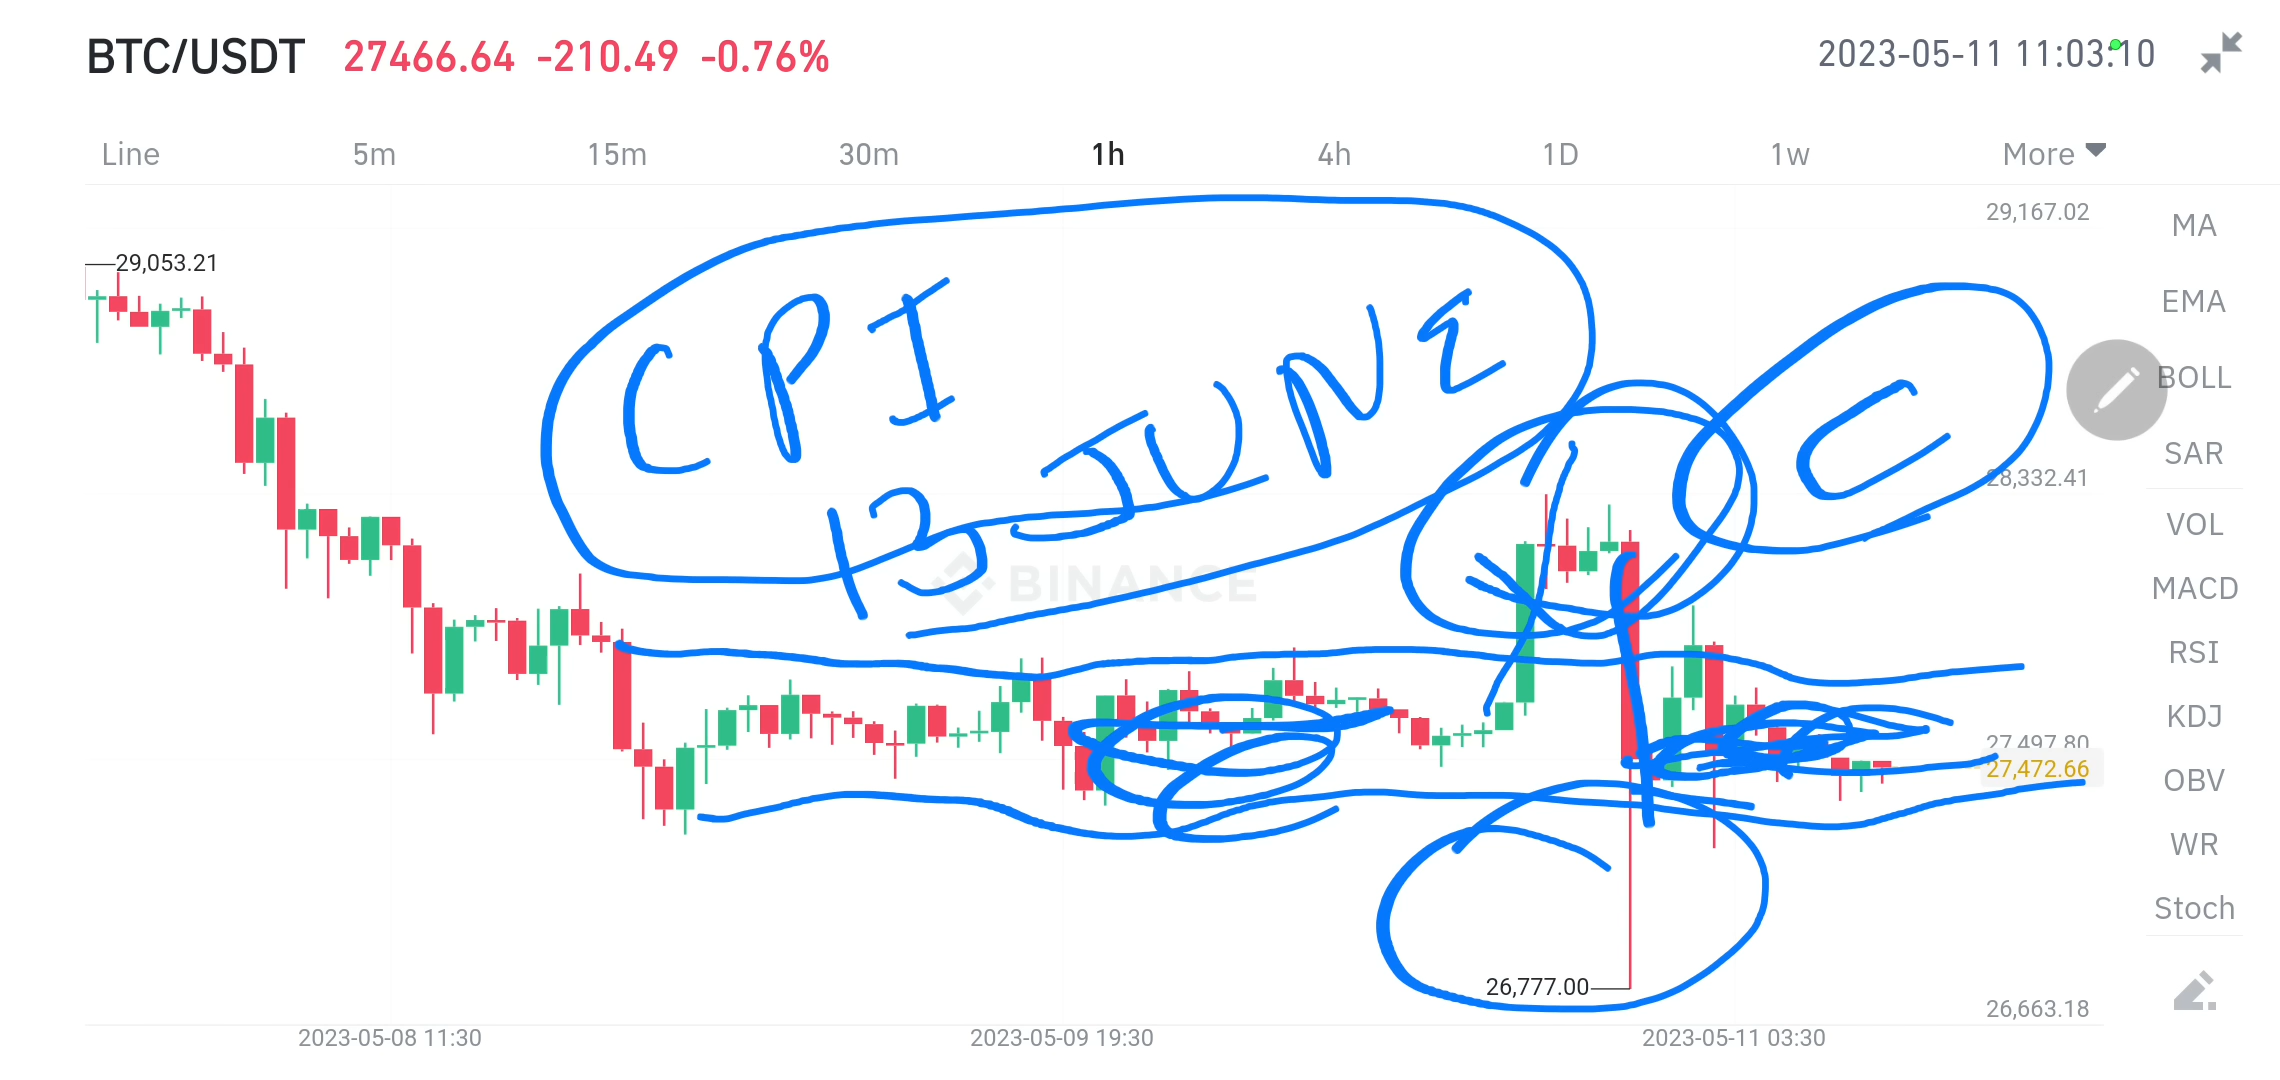 BTC/USDT 27466.64 -210.49 -0.76% 2023-05-11 11:03:10
Line 5m 15m 30m 1h 4h 1D 1w More
29,167.02
MA
29,053.21
EMA
CPI
13 JUNE
C
BOLL
SAR
28,332.41
VOL
BINANCE
MACD
RSI
KDJ
27,497.80
27,472.66
OBV
WR
Stoch
26,777.00
26,663.18
2023-05-08 11:30 2023-05-09 19:30 2023-05-11 03:30